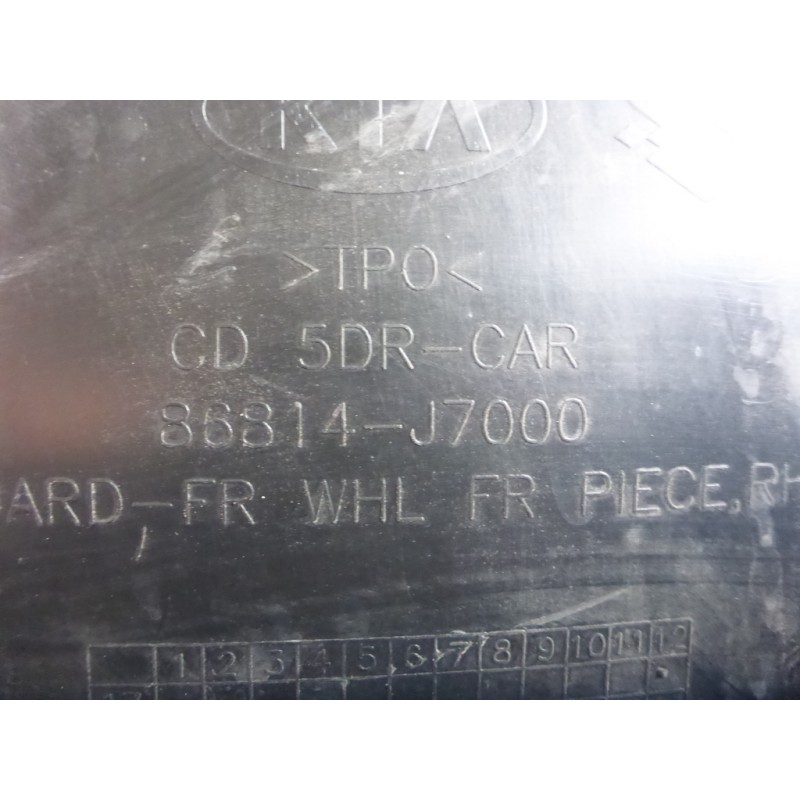 KIA
>TPO<
CD 5DR-CAR
86814-J7000
ARD-FR WHL FR PIECE,RH
1 2 3 4 5 6 7 8 9 10 11 12